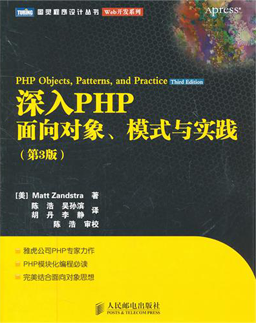 TURING 图灵程序设计丛书 Web开发系列
Apress
PHP Objects, Patterns, and Practice Third Edition
深入PHP
面向对象、模式与实践
（第3版）
[美] Matt Zandstra 著
陈浩 吴孙滨
胡丹 李静 译
陈浩 审校
雅虎公司PHP专家力作
PHP模块化编程必读
完美结合面向对象思想
人民邮电出版社
POSTS & TELECOM PRESS